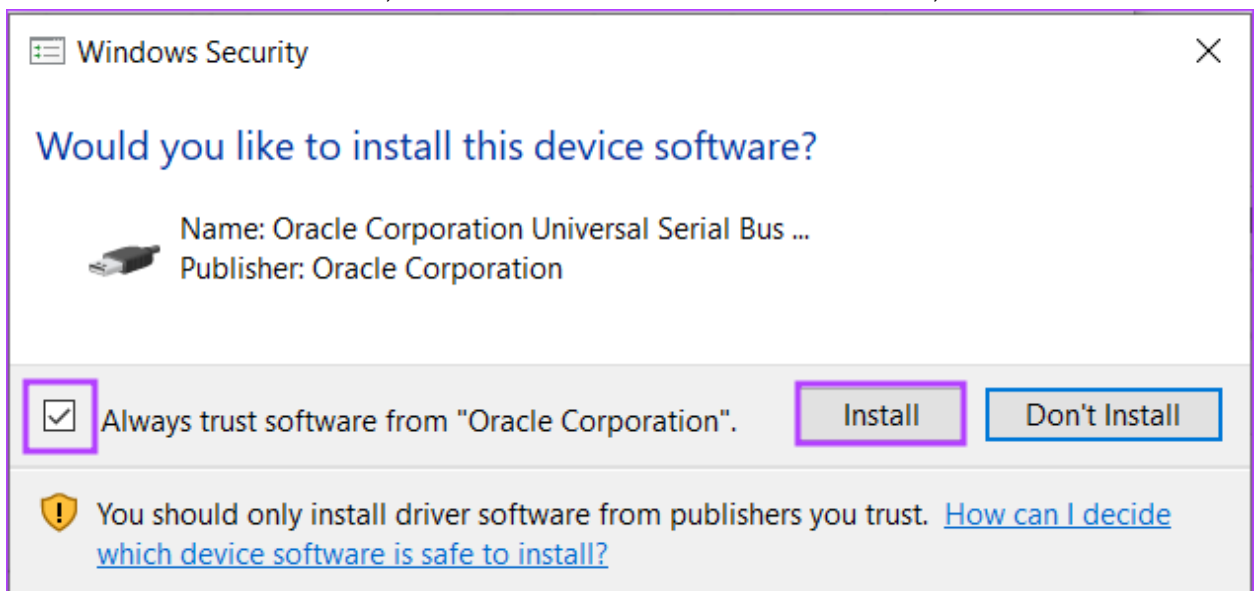 Windows Security
Would you like to install this device software?
Name: Oracle Corporation Universal Serial Bus ...
Publisher: Oracle Corporation
Always trust software from "Oracle Corporation".
Install
Don't Install
You should only install driver software from publishers you trust. How can I decide
which device software is safe to install?